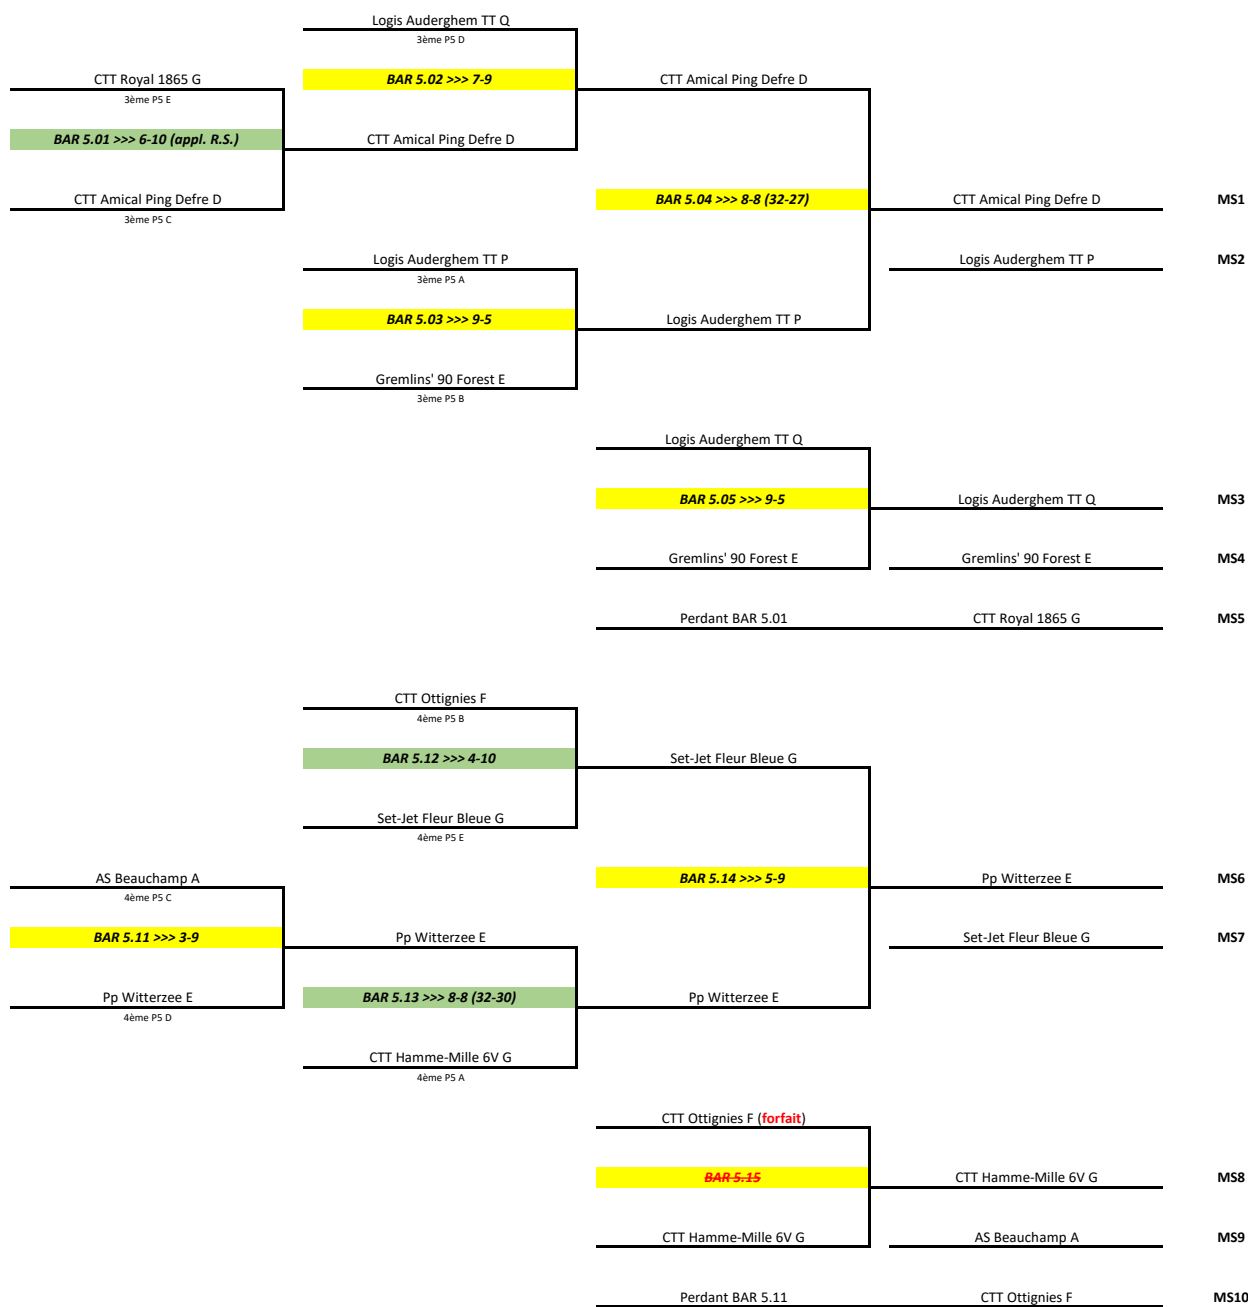 Logis Auderghem TT Q
3ème P5 D
CTT Royal 1865 G
BAR 5.02 >>> 7-9
CTT Amical Ping Defre D
3ème P5 E
BAR 5.01 >>> 6-10 (appl. R.S.)
CTT Amical Ping Defre D
CTT Amical Ping Defre D
BAR 5.04 >>> 8-8 (32-27)
CTT Amical Ping Defre D
MS1
3ème P5 C
Logis Auderghem TT P
Logis Auderghem TT P
MS2
3ème P5 A
BAR 5.03 >>> 9-5
Logis Auderghem TT P
Gremlins' 90 Forest E
3ème P5 B
Logis Auderghem TT Q
BAR 5.05 >>> 9-5
Logis Auderghem TT Q
MS3
Gremlins' 90 Forest E
Gremlins' 90 Forest E
MS4
Perdant BAR 5.01
CTT Royal 1865 G
MS5
CTT Ottignies F
4ème P5 B
BAR 5.12 >>> 4-10
Set-Jet Fleur Bleue G
Set-Jet Fleur Bleue G
4ème P5 E
AS Beauchamp A
BAR 5.14 >>> 5-9
Pp Witterzee E
MS6
4ème P5 C
BAR 5.11 >>> 3-9
Pp Witterzee E
Set-Jet Fleur Bleue G
MS7
Pp Witterzee E
BAR 5.13 >>> 8-8 (32-30)
Pp Witterzee E
4ème P5 D
CTT Hamme-Mille 6V G
4ème P5 A
CTT Ottignies F (forfait)
BAR 5.15
CTT Hamme-Mille 6V G
MS8
CTT Hamme-Mille 6V G
AS Beauchamp A
MS9
Perdant BAR 5.11
CTT Ottignies F
MS10